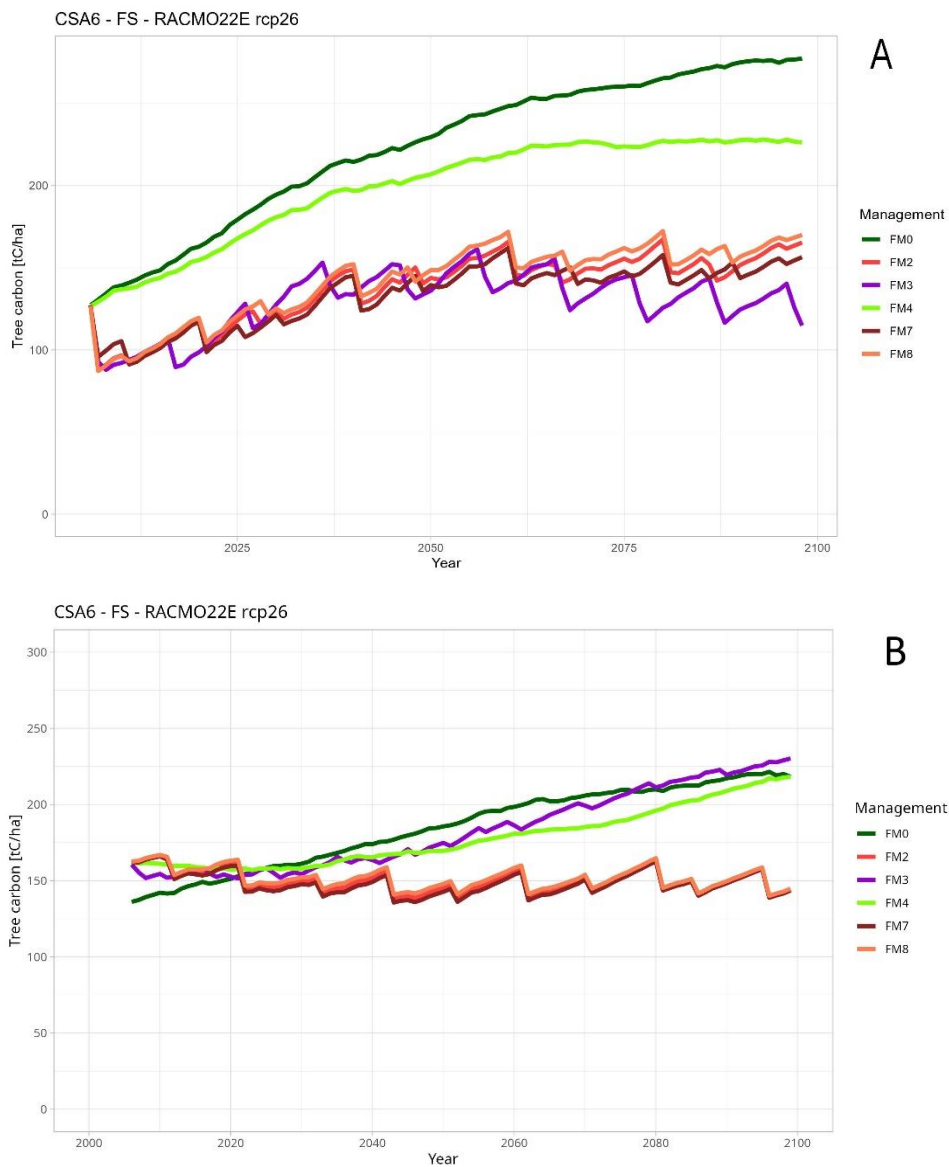 CSA6 - FS - RACMO22E rcp26
A
Tree carbon [tC/ha]
200
100
0
2025
2050
2075
2100
Year
Management
FM0
FM2
FM3
FM4
FM7
FM8
CSA6 - FS - RACMO22E rcp26
B
Tree carbon [tC/ha]
300
250
200
150
100
50
0
2000
2020
2040
2060
2080
2100
Year
Management
FM0
FM2
FM3
FM4
FM7
FM8